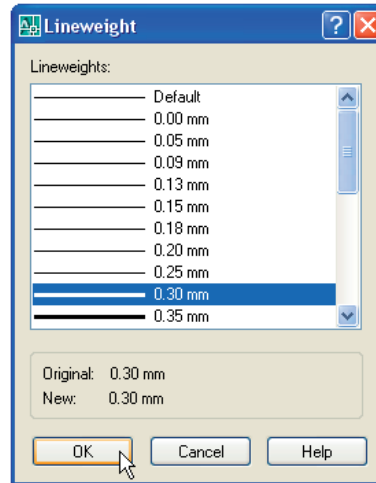 Lineweight
Lineweights:
Default
0.00 mm
0.05 mm
0.09 mm
0.13 mm
0.15 mm
0.18 mm
0.20 mm
0.25 mm
0.30 mm
0.35 mm
Original: 0.30 mm
New: 0.30 mm
OK Cancel Help